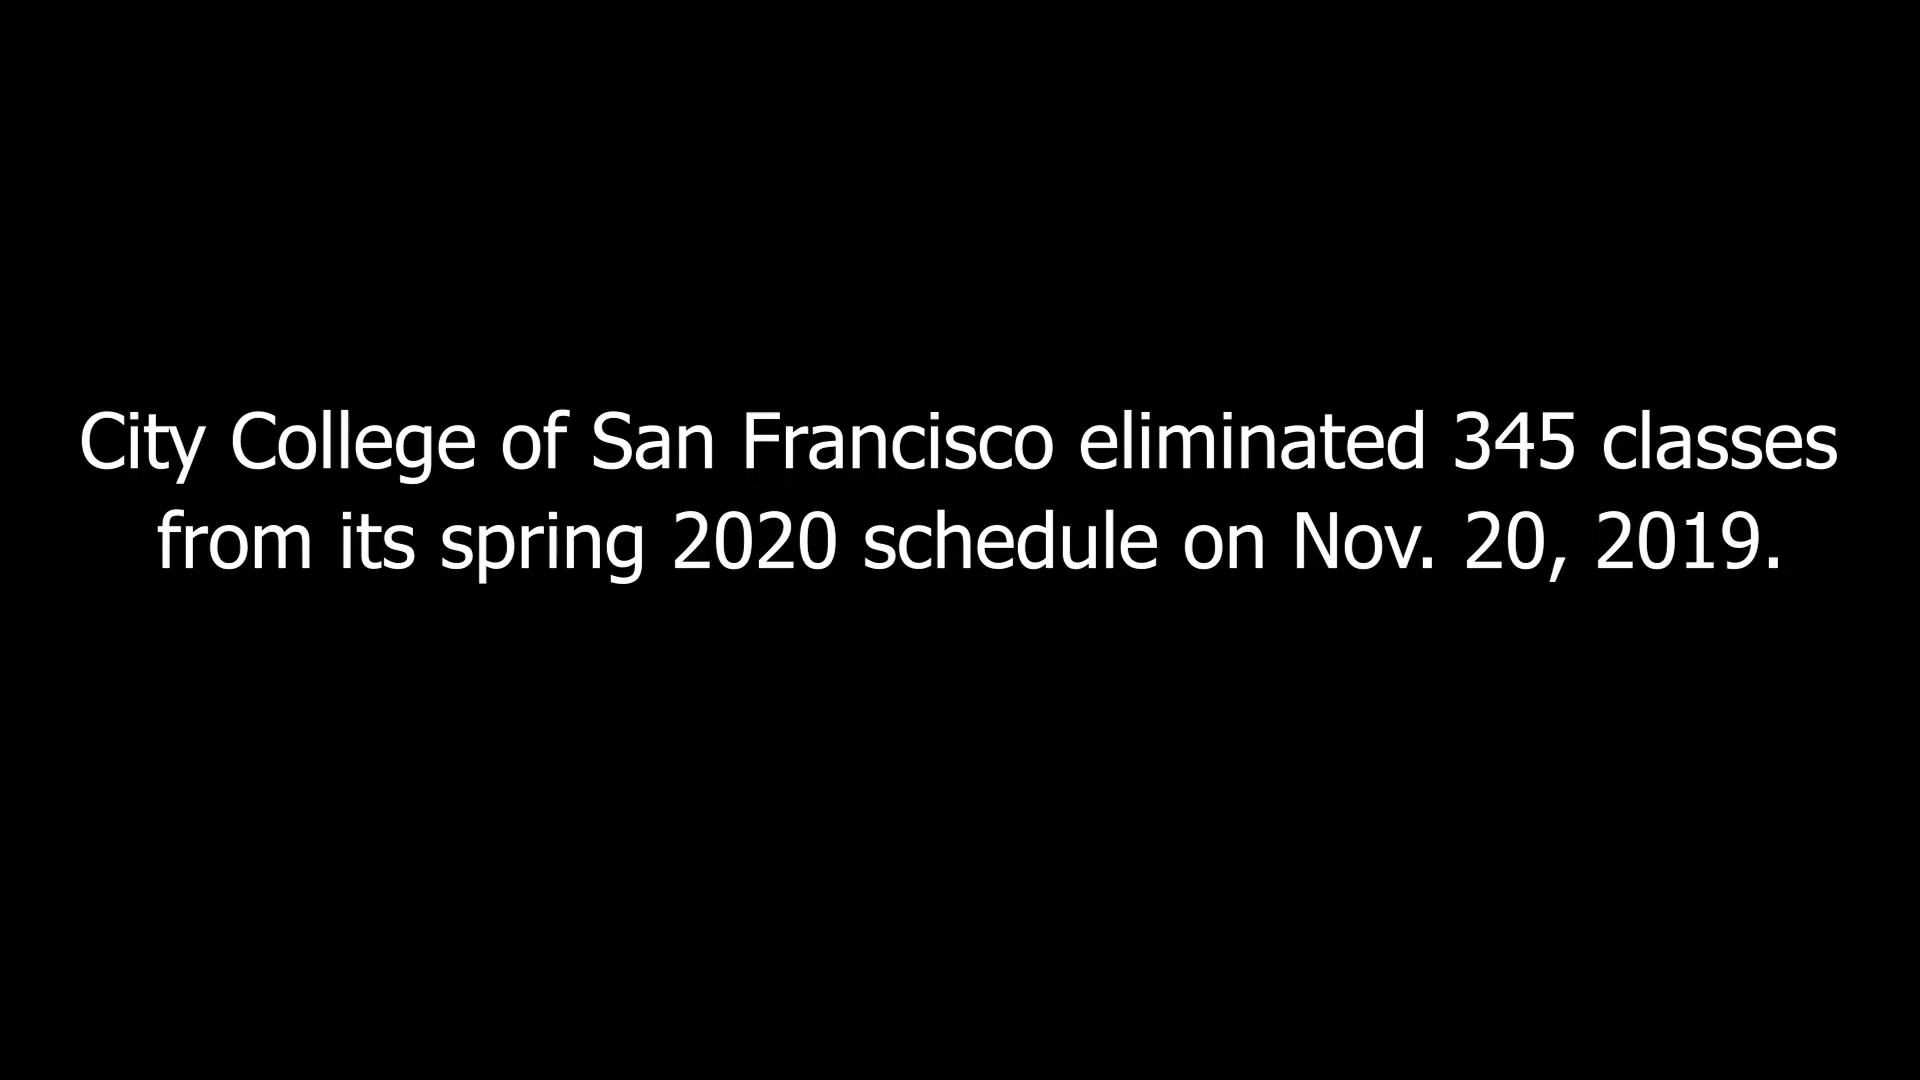 City College of San Francisco eliminated 345 classes
from its spring 2020 schedule on Nov. 20, 2019.